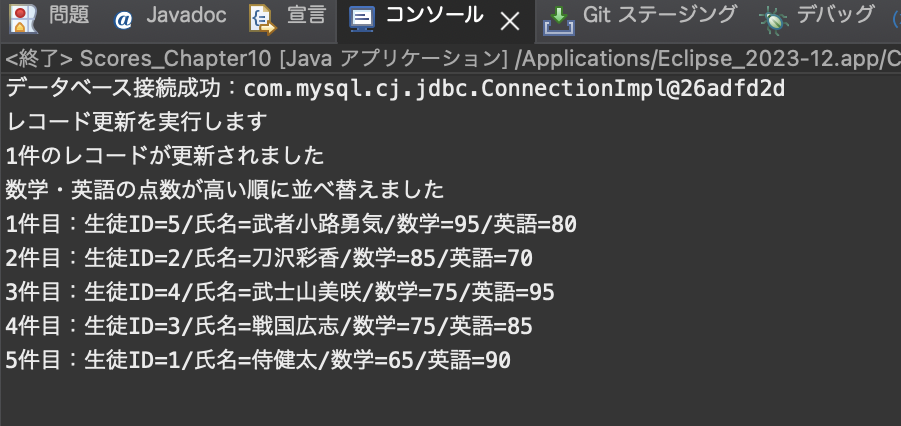 問題 @ Javadoc 宣言 コンソール × Git ステージング デバッグ
<終了> Scores_Chapter10 [Java アプリケーション] /Applications/Eclipse_2023-12.app/C
データベース接続成功：com.mysql.cj.jdbc.ConnectionImpl@26adfd2d
レコード更新を実行します
1件のレコードが更新されました
数学・英語の点数が高い順に並べ替えました
1件目：生徒ID=5/氏名=武者小路勇気/数学=95/英語=80
2件目：生徒ID=2/氏名=刀沢彩香/数学=85/英語=70
3件目：生徒ID=4/氏名=武士山美咲/数学=75/英語=95
4件目：生徒ID=3/氏名=戦国広志/数学=75/英語=85
5件目：生徒ID=1/氏名=侍健太/数学=65/英語=90